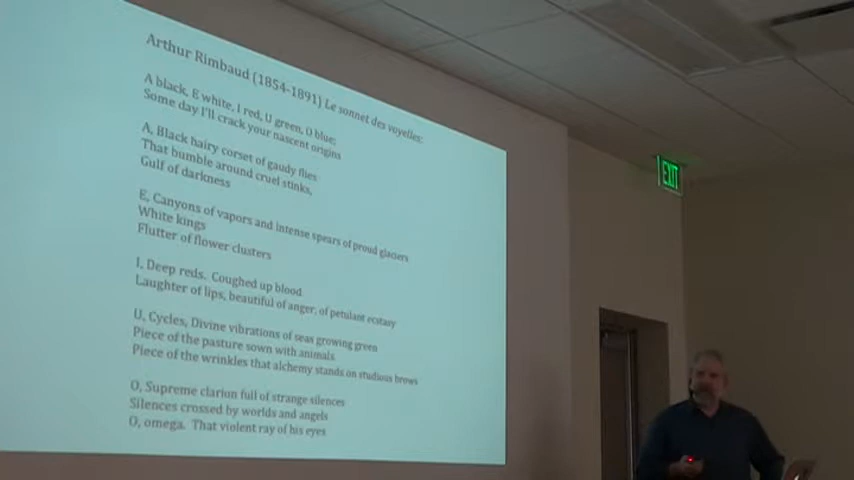 Arthur Rimbaud (1854-1891) Le sonnet des voyelles:
A black, E white, I red, U green, O blue;
Some day I'll crack your nascent origins
A, Black hairy corset of gaudy flies
That bumble around cruel stinks,
Gulf of darkness
E, Canyons of vapors and intense spears of proud glaciers
White kings
Flutter of flower clusters
I, Deep reds. Coughed up blood
Laughter of lips, beautiful of anger, of petulant ecstasy
U, Cycles, Divine vibrations of seas growing green
Piece of the pasture sown with animals
Piece of the wrinkles that alchemy stands on studious brows
O, Supreme clariun full of strange silences
Silences crossed by worlds and angels
O, omega. That violent ray of his eyes
EXIT